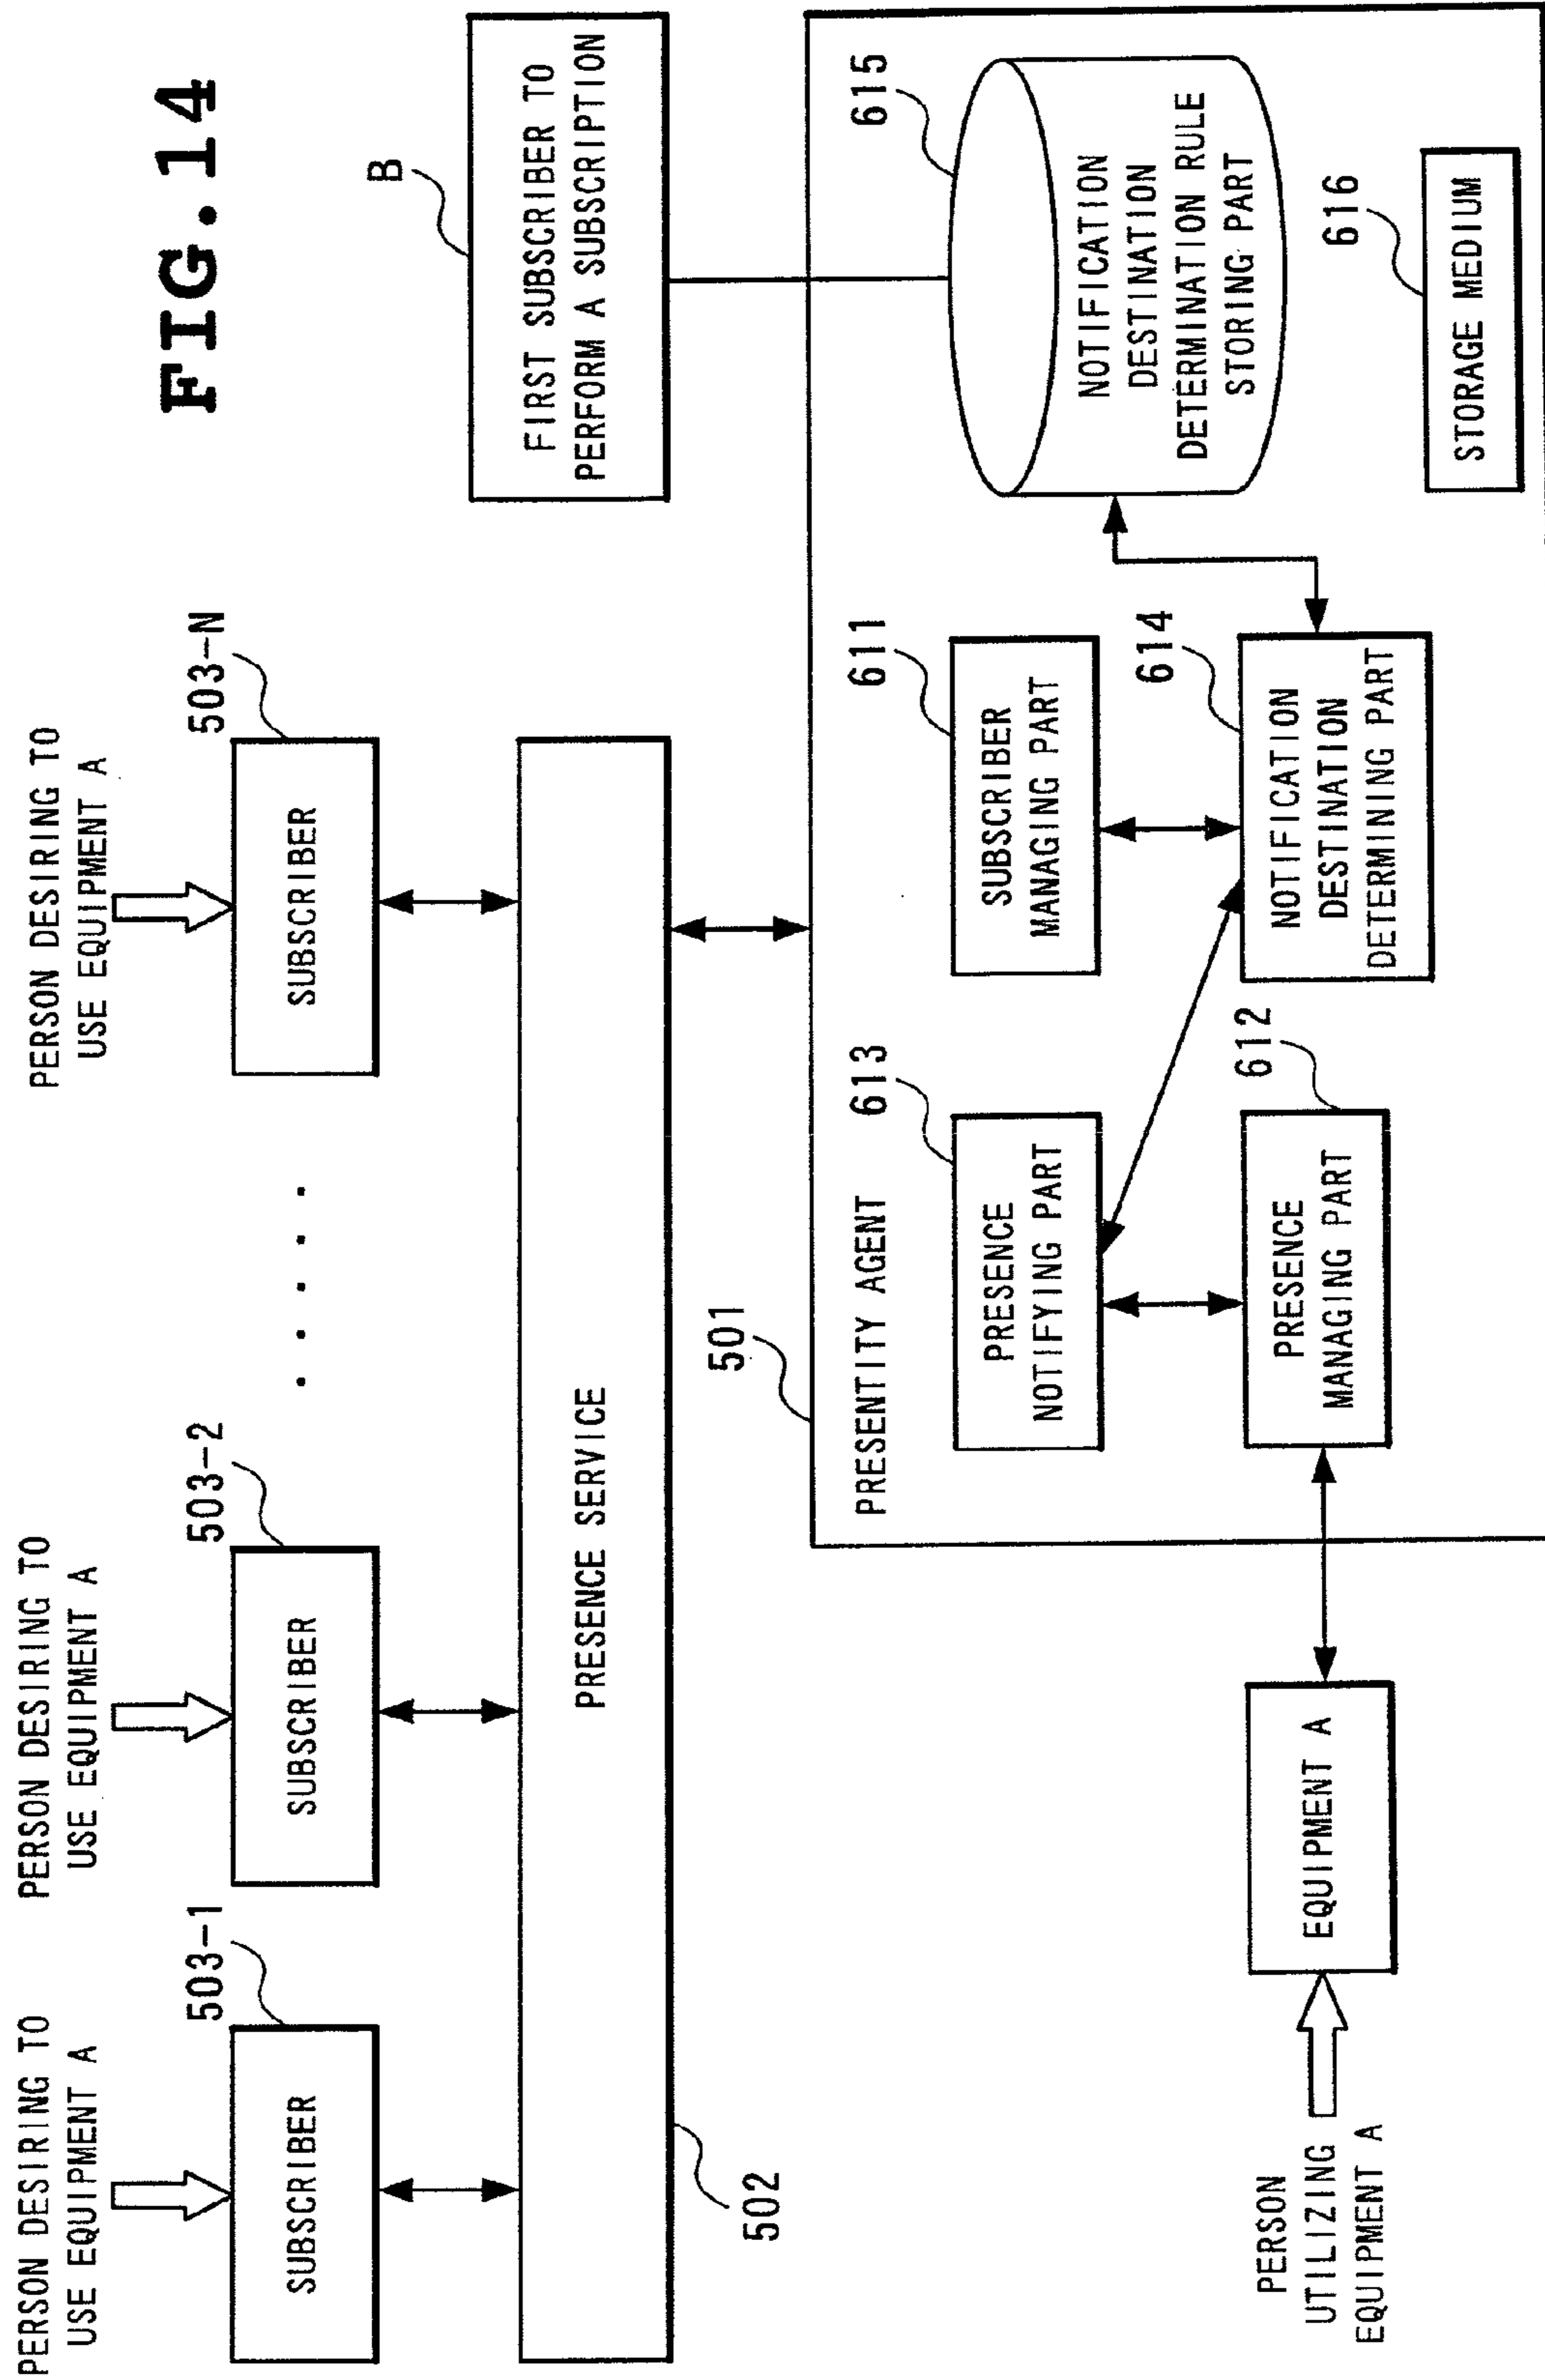 FIG.14
PERSON DESIRING TO
USE EQUIPMENT A
503-1
SUBSCRIBER
PERSON DESIRING TO
USE EQUIPMENT A
503-2
SUBSCRIBER
. . . . .
PERSON DESIRING TO
USE EQUIPMENT A
503-N
SUBSCRIBER
B
FIRST SUBSCRIBER TO
PERFORM A SUBSCRIPTION
PRESENCE SERVICE
502
501
PRESENTITY AGENT
613
PRESENCE
NOTIFYING PART
611
SUBSCRIBER
MANAGING PART
615
NOTIFICATION
DESTINATION
DETERMINATION RULE
STORING PART
612
PRESENCE
MANAGING PART
614
NOTIFICATION
DESTINATION
DETERMINING PART
616
STORAGE MEDIUM
PERSON
UTILIZING
EQUIPMENT A
EQUIPMENT A